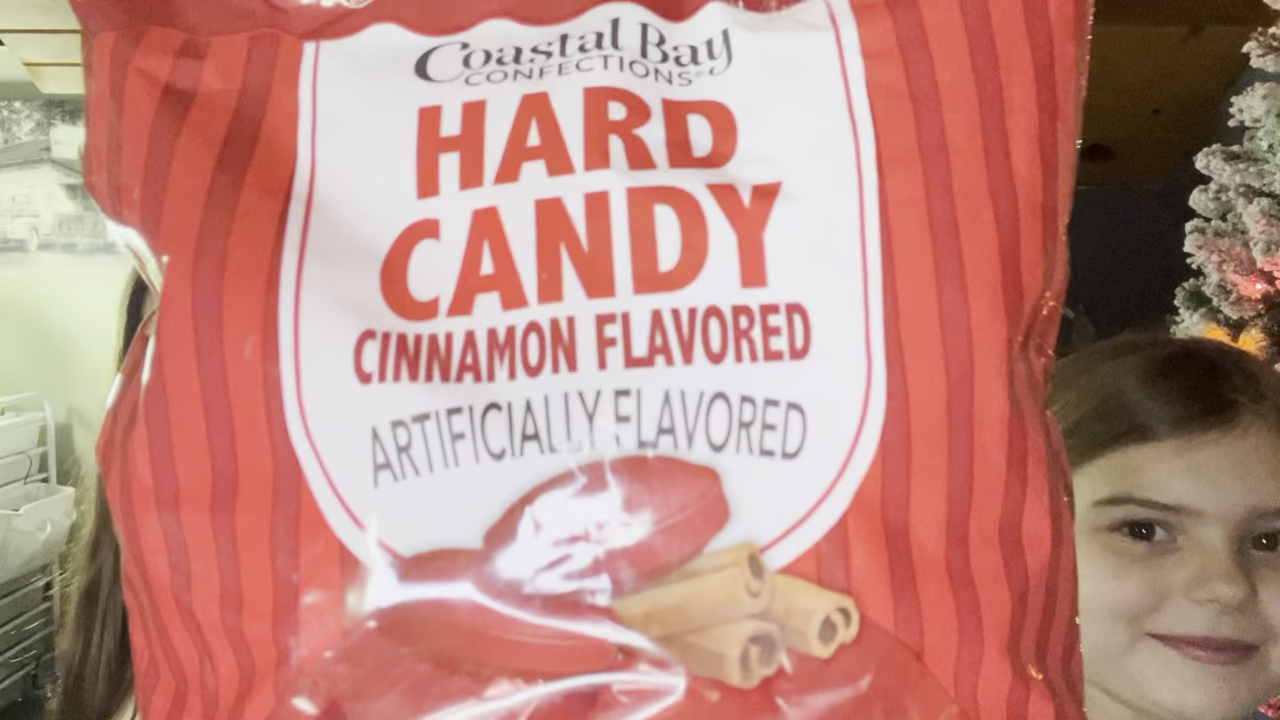 Coastal Bay
CONFECTIONS®
HARD
CANDY
CINNAMON FLAVORED
ARTIFICIALLY FLAVORED